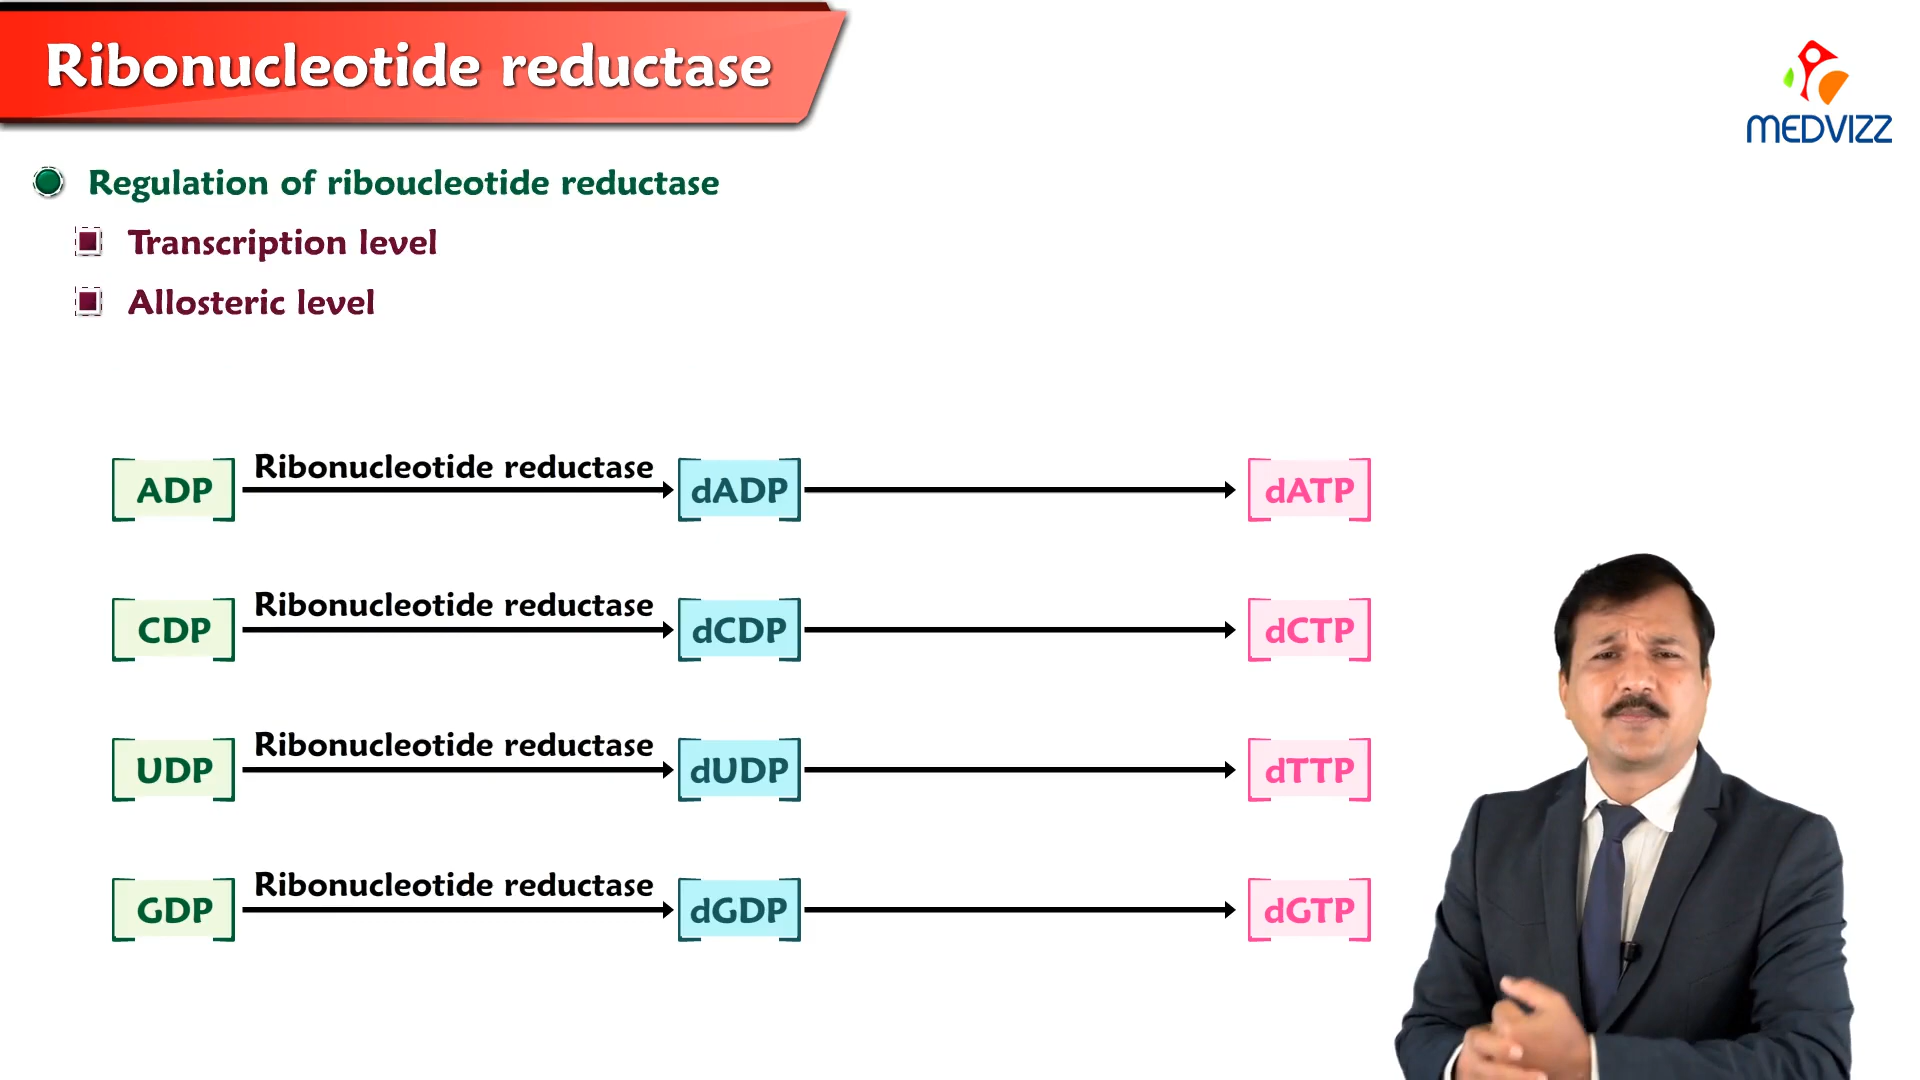 Ribonucleotide reductase
MEDVIZZ
Regulation of riboucleotide reductase
Transcription level
Allosteric level
ADP Ribonucleotide reductase dADP dATP
CDP Ribonucleotide reductase dCDP dCTP
UDP Ribonucleotide reductase dUDP dTTP
GDP Ribonucleotide reductase dGDP dGTP